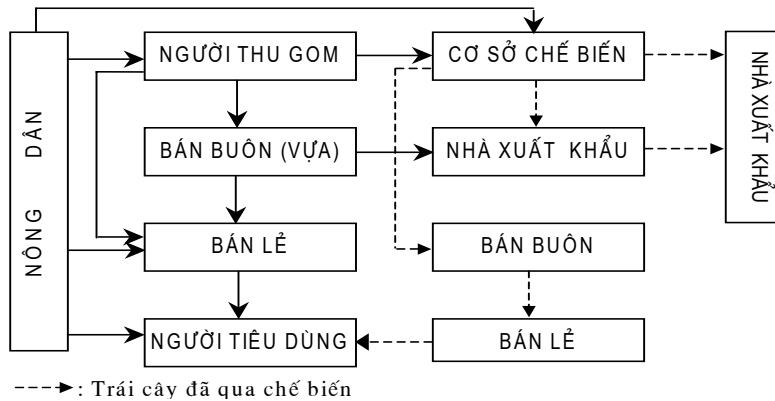 NÔNG DÂN
NGƯỜI THU GOM
CƠ SỞ CHẾ BIẾN
NHÀ XUẤT KHẨU
BÁN BUÔN (VỰA)
NHÀ XUẤT KHẨU
BÁN LẺ
BÁN BUÔN
NGƯỜI TIÊU DÙNG
BÁN LẺ
: Trái cây đã qua chế biến